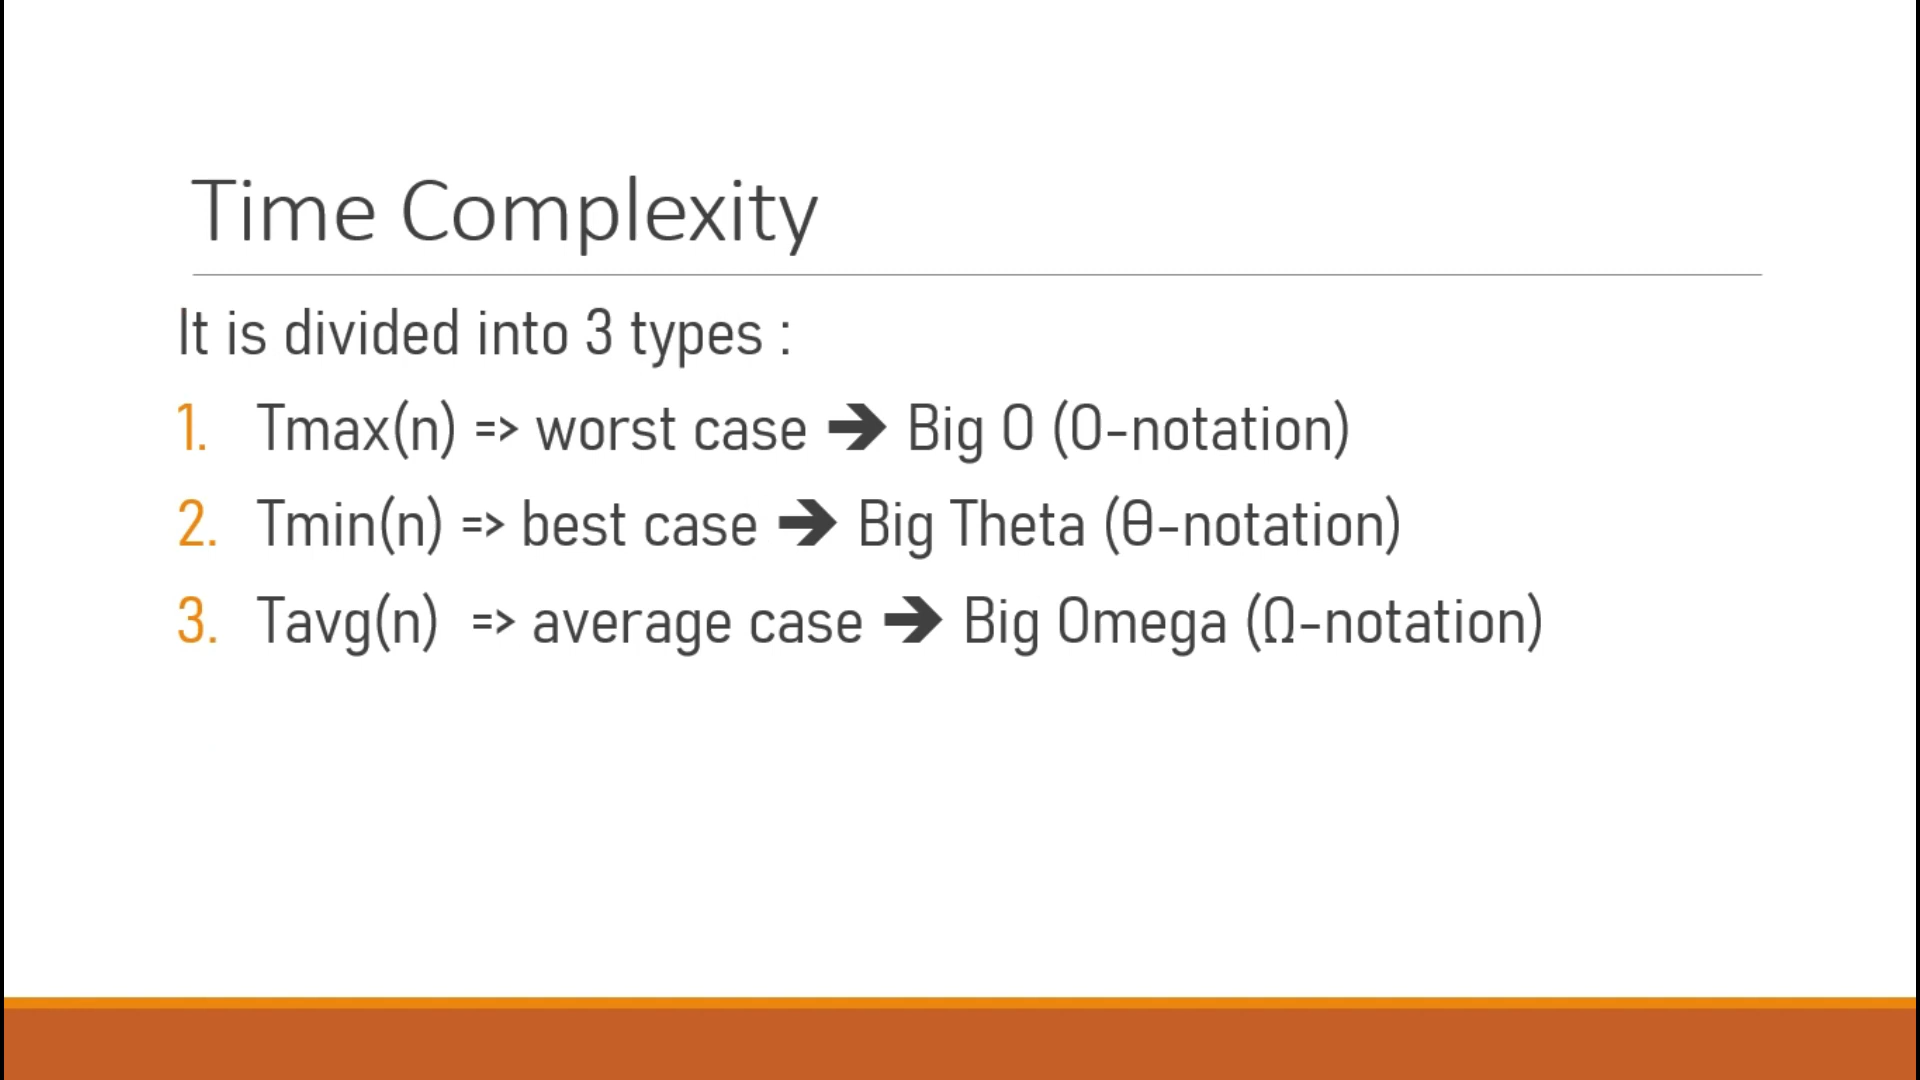 Time Complexity
It is divided into 3 types :
1. Tmax(n) => worst case ➔ Big O (O-notation)
2. Tmin(n) => best case ➔ Big Theta (θ-notation)
3. Tavg(n) => average case ➔ Big Omega (Ω-notation)